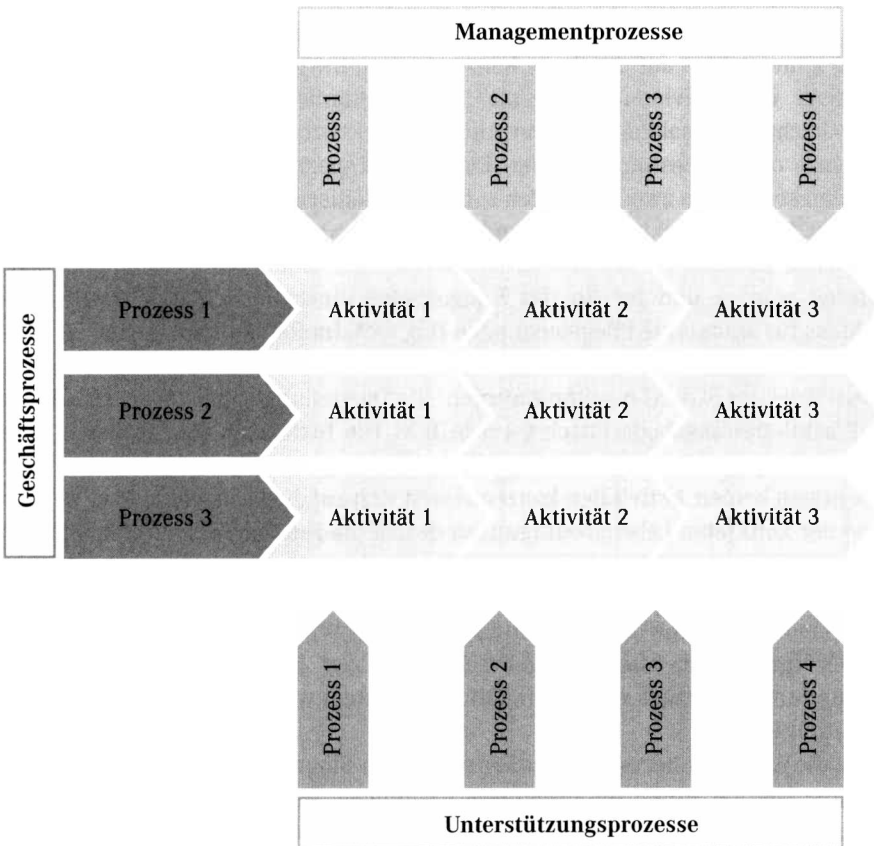 Managementprozesse
Prozess 1
Prozess 2
Prozess 3
Prozess 4
Geschäftsprozesse
Prozess 1
Aktivität 1
Aktivität 2
Aktivität 3
Prozess 2
Aktivität 1
Aktivität 2
Aktivität 3
Prozess 3
Aktivität 1
Aktivität 2
Aktivität 3
Prozess 1
Prozess 2
Prozess 3
Prozess 4
Unterstützungsprozesse